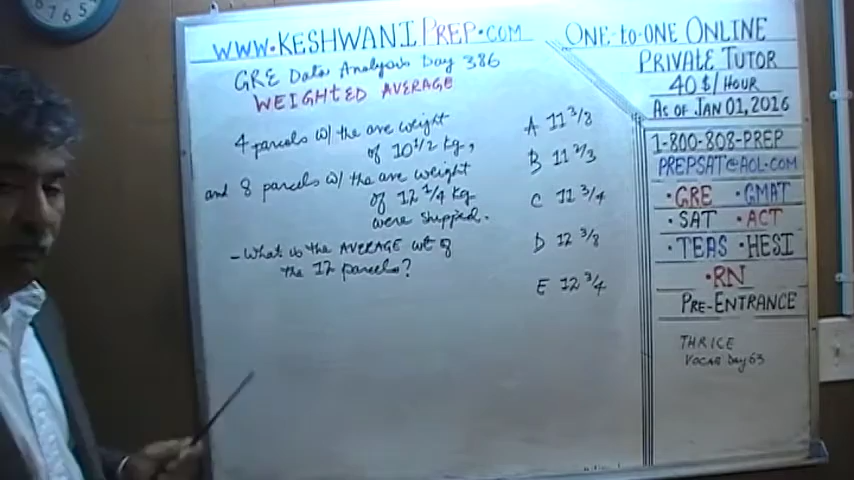 WWW.KESHWANIPREP.COM
GRE Data Analysis Day 386
WEIGHTED AVERAGE
4 parcels w/ the ave weight
of 10 1/2 kg,
and 8 parcels w/ the ave weight
of 12 1/4 kg
were shipped.
- What is the AVERAGE wt of
the 12 parcels?
A 11 3/8
B 11 2/3
C 11 3/4
D 12 3/8
E 12 3/4
ONE-TO-ONE ONLINE
PRIVATE TUTOR
40 $/HOUR
AS OF JAN 01, 2016
1-800-808-PREP
PREPSAT@AOL.COM
• GRE • GMAT
• SAT • ACT
• TEAS • HESI
• RN
PRE-ENTRANCE
THRICE
VOCAB Day 63
8
7
6
5